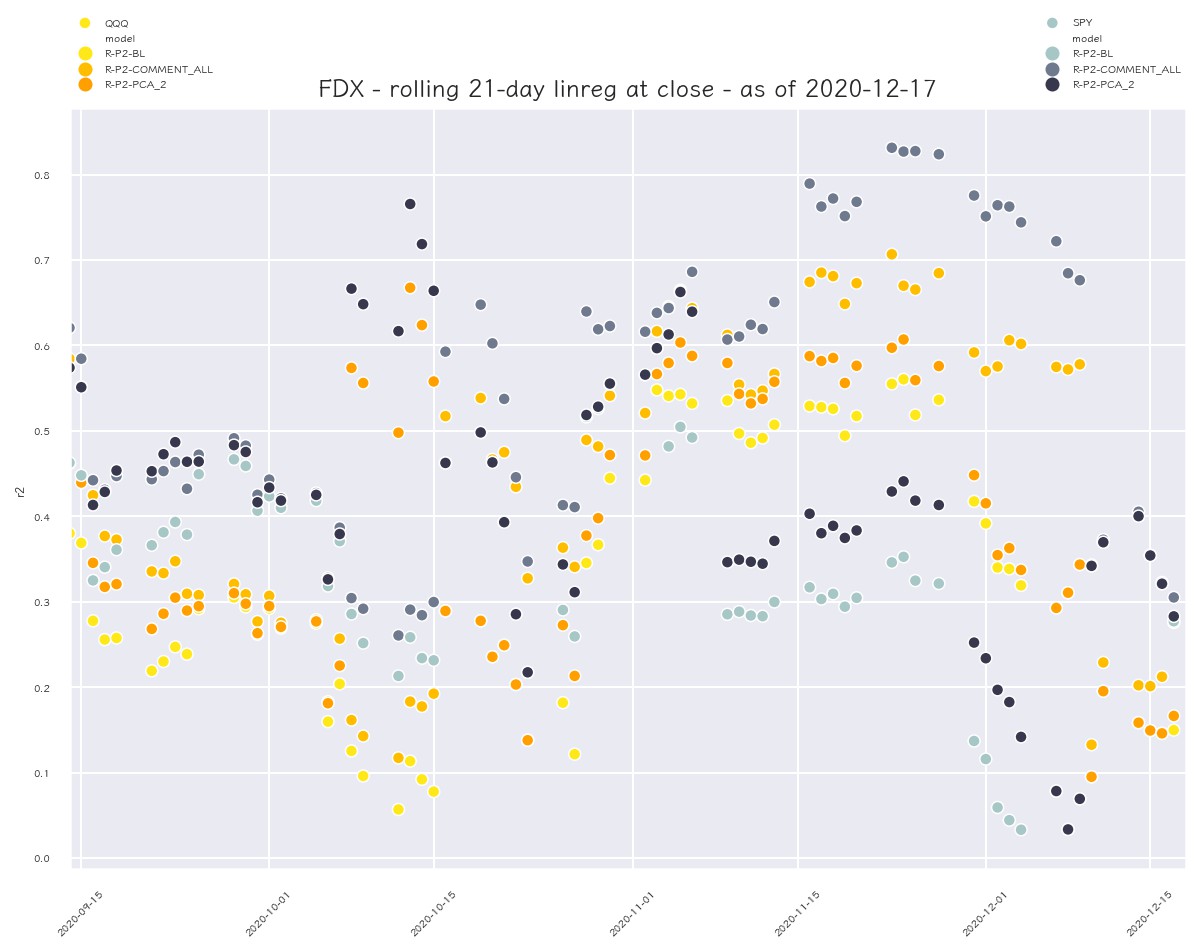 QQQ
model
R-P2-BL
R-P2-COMMENT_ALL
R-P2-PCA_2
SPY
model
R-P2-BL
R-P2-COMMENT_ALL
R-P2-PCA_2
FDX - rolling 21-day linreg at close - as of 2020-12-17
0.8
0.7
0.6
0.5
0.4
0.3
0.2
0.1
0.0
r2
2020-09-15
2020-10-01
2020-10-15
2020-11-01
2020-11-15
2020-12-01
2020-12-15